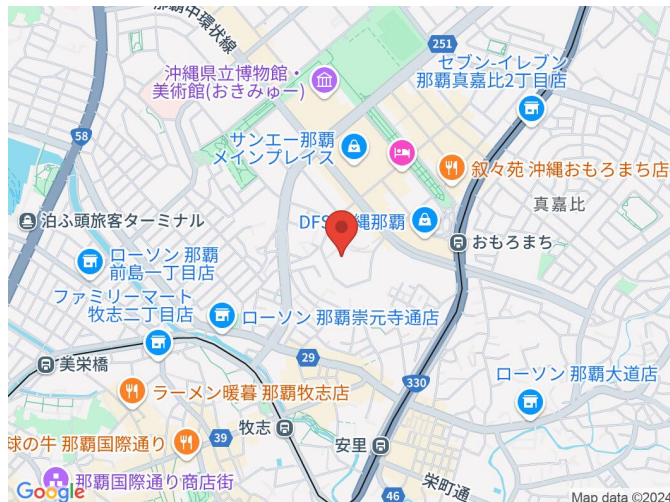 那覇中環状線
251
セブン-イレブン
那覇真嘉比2丁目店
沖縄県立博物館・
美術館(おきみゅー)
58
サンエー那覇
メインプレイス
叙々苑 沖縄おもろまち店
真嘉比
泊ふ頭旅客ターミナル
DFS
縄那覇
おもろまち
ローソン 那覇
前島一丁目店
ファミリーマート
牧志二丁目店
ローソン 那覇崇元寺通店
美栄橋
29
330
ローソン 那覇大道店
ラーメン暖暮 那覇牧志店
球の牛 那覇国際通り
39
牧志
安里
栄町通
那覇国際通り商店街
46
Google
Map data ©2024